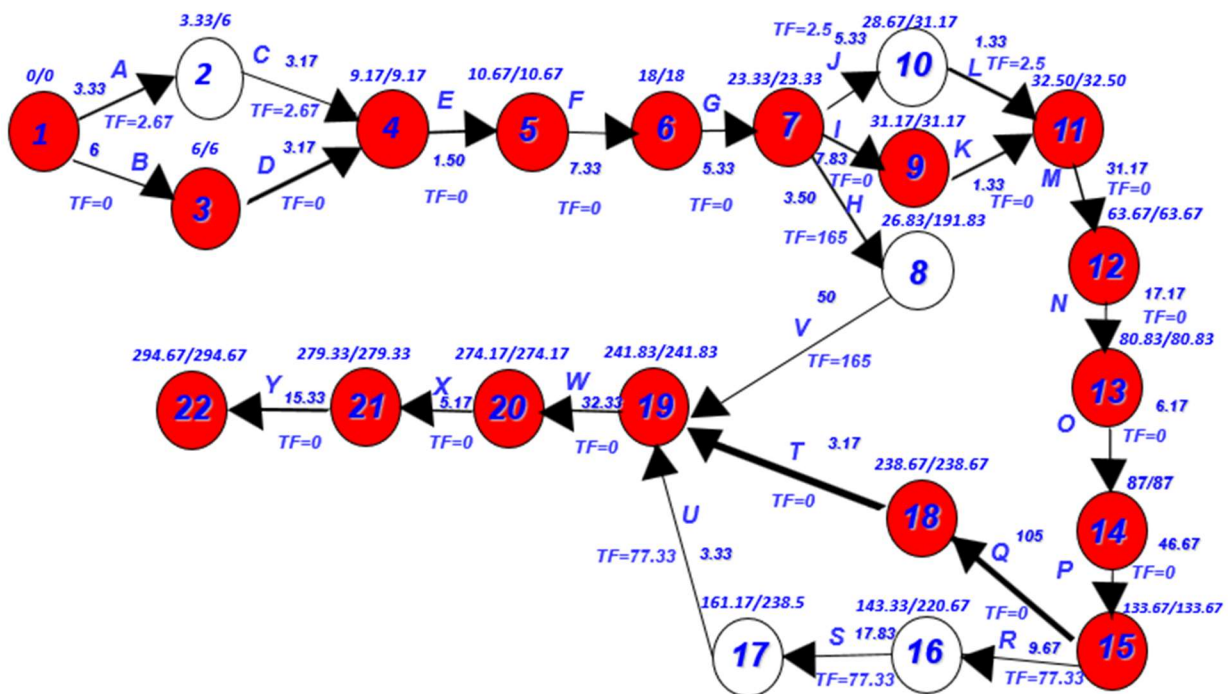 0/0
1
3.33
A
TF=2.67
6
B
TF=0
3.33/6
2
C
3.17
TF=2.67
6/6
3
D
3.17
TF=0
9.17/9.17
4
E
1.50
TF=0
10.67/10.67
5
F
7.33
TF=0
18/18
6
G
5.33
TF=0
23.33/23.33
7
TF=2.5
5.33
J
I
7.83
TF=0
3.50
H
TF=165
28.67/31.17
10
1.33
L
TF=2.5
31.17/31.17
9
K
1.33
TF=0
32.50/32.50
11
M
31.17
TF=0
26.83/191.83
8
50
V
TF=165
63.67/63.67
12
N
17.17
TF=0
80.83/80.83
13
O
6.17
TF=0
87/87
14
P
46.67
TF=0
133.67/133.67
15
Q
105
TF=0
R
9.67
TF=77.33
143.33/220.67
16
S
17.83
TF=77.33
161.17/238.5
17
U
TF=77.33
3.33
238.67/238.67
18
T
3.17
TF=0
241.83/241.83
19
W
32.33
TF=0
274.17/274.17
20
X
5.17
TF=0
279.33/279.33
21
Y
15.33
TF=0
294.67/294.67
22